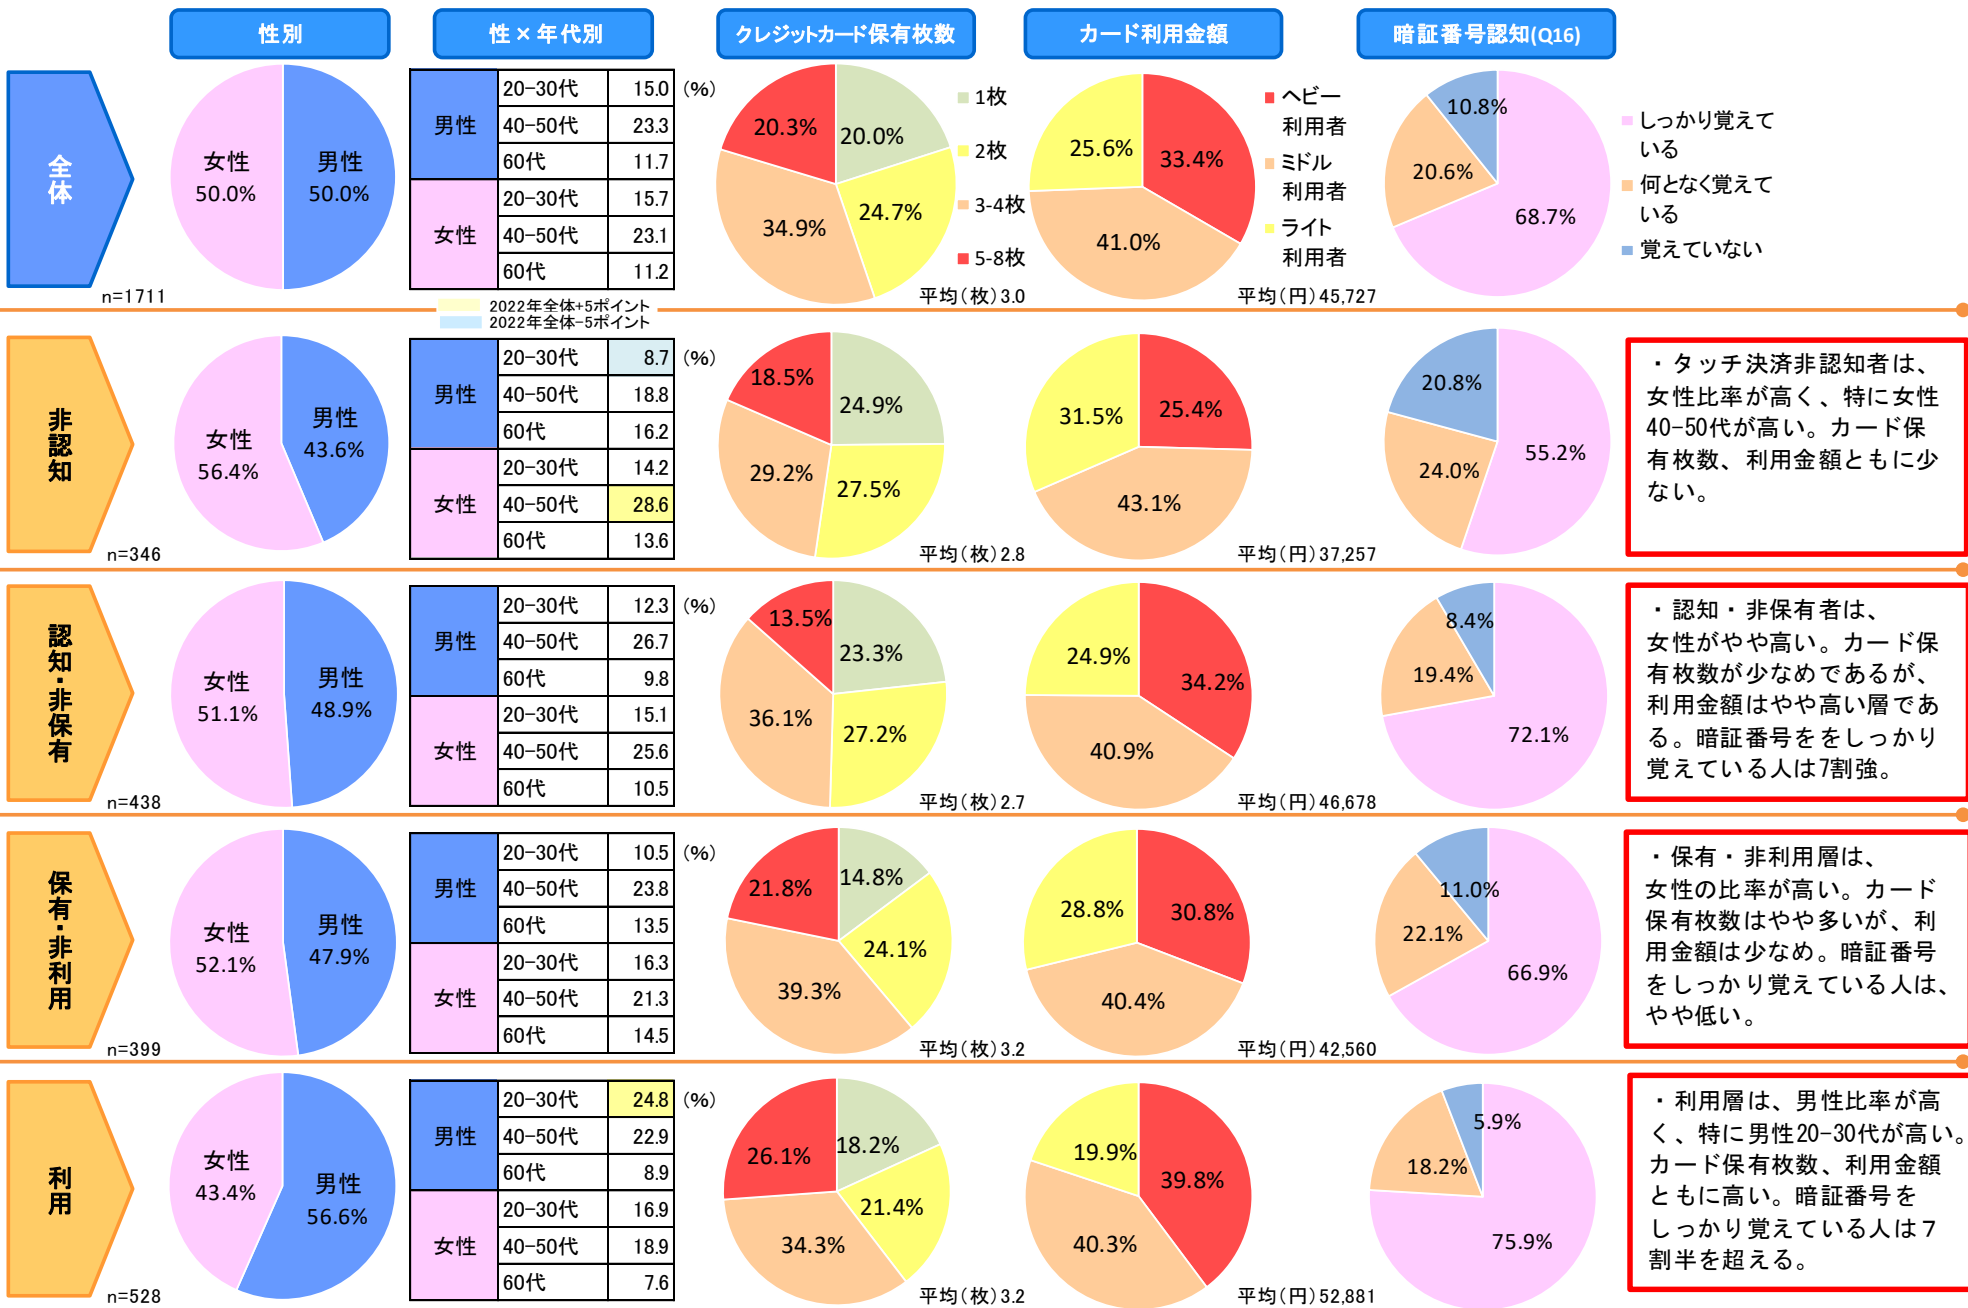 性別
性×年代別
クレジットカード保有枚数
カード利用金額
暗証番号認知(Q16)
全体
n=1711
女性
50.0%
男性
50.0%
男性
20-30代 15.0 (%)
40-50代 23.3
60代 11.7
女性
20-30代 15.7
40-50代 23.1
60代 11.2
20.3%
20.0%
34.9%
24.7%
1枚
2枚
3-4枚
5-8枚
平均(枚)3.0
25.6%
33.4%
41.0%
ヘビー
利用者
ミドル
利用者
ライト
利用者
平均(円)45,727
10.8%
20.6%
68.7%
しっかり覚えて
いる
何となく覚えて
いる
覚えていない
2022年全体+5ポイント
2022年全体-5ポイント
非認知
n=346
女性
56.4%
男性
43.6%
男性
20-30代 8.7 (%)
40-50代 18.8
60代 16.2
女性
20-30代 14.2
40-50代 28.6
60代 13.6
18.5%
24.9%
29.2%
27.5%
平均(枚)2.8
31.5%
25.4%
43.1%
平均(円)37,257
20.8%
24.0%
55.2%
・タッチ決済非認知者は、
女性比率が高く、特に女性
40-50代が高い。カード保
有枚数、利用金額ともに少
ない。
認知・非保有
n=438
女性
51.1%
男性
48.9%
男性
20-30代 12.3 (%)
40-50代 26.7
60代 9.8
女性
20-30代 15.1
40-50代 25.6
60代 10.5
13.5%
23.3%
36.1%
27.2%
平均(枚)2.7
24.9%
34.2%
40.9%
平均(円)46,678
8.4%
19.4%
72.1%
・認知・非保有者は、
女性がやや高い。カード保
有枚数が少なめであるが、
利用金額はやや高い層であ
る。暗証番号ををしっかり
覚えている人は7割強。
保有・非利用
n=399
女性
52.1%
男性
47.9%
男性
20-30代 10.5 (%)
40-50代 23.8
60代 13.5
女性
20-30代 16.3
40-50代 21.3
60代 14.5
21.8%
14.8%
39.3%
24.1%
平均(枚)3.2
28.8%
30.8%
40.4%
平均(円)42,560
11.0%
22.1%
66.9%
・保有・非利用層は、
女性の比率が高い。カード
保有枚数はやや多いが、利
用金額は少なめ。暗証番号
をしっかり覚えている人は、
やや低い。
利用
n=528
女性
43.4%
男性
56.6%
男性
20-30代 24.8 (%)
40-50代 22.9
60代 8.9
女性
20-30代 16.9
40-50代 18.9
60代 7.6
26.1%
18.2%
34.3%
21.4%
平均(枚)3.2
19.9%
39.8%
40.3%
平均(円)52,881
5.9%
18.2%
75.9%
・利用層は、男性比率が高
く、特に男性20-30代が高い。
カード保有枚数、利用金額
ともに高い。暗証番号を
しっかり覚えている人は7
割半を超える。